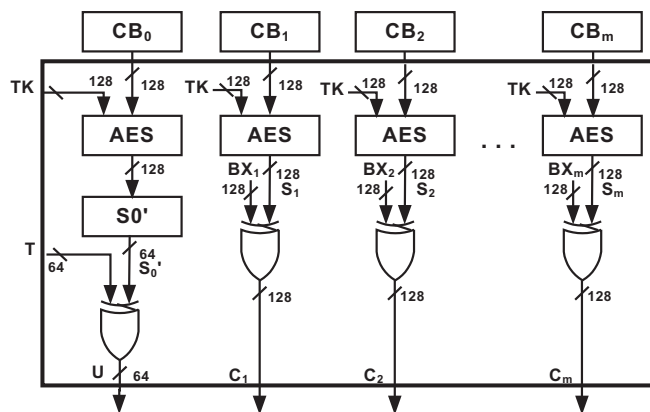 CB0 CB1 CB2 CBm
128 128 128 128 128 128 128 128
TK TK TK TK
AES AES AES AES
. . .
128 BX1 128 BX2 128 BXm 128
128 S1 128 S2 128 Sm
S0'
T 64 64
S0'
128 128 128
U 64 C1 C2 Cm